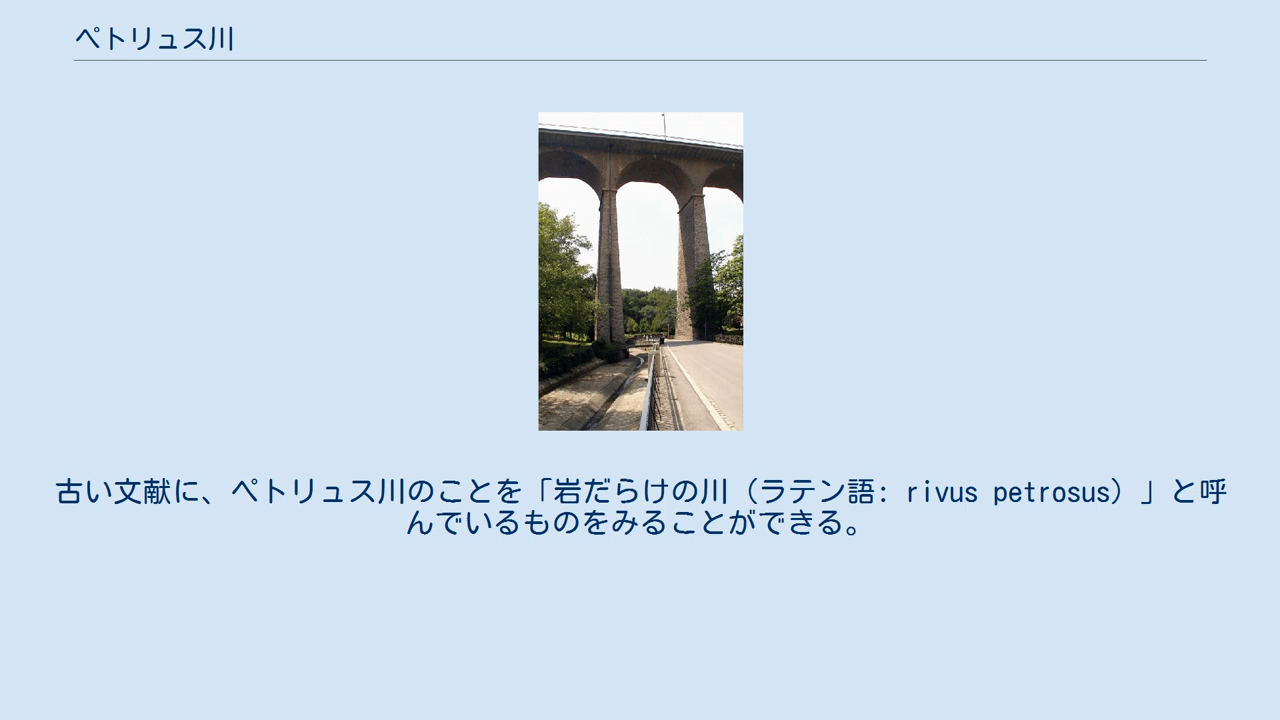 ペトリュス川
古い文献に、ペトリュス川のことを「岩だらけの川（ラテン語: rivus petrosus）」と呼
んでいるものをみることができる。